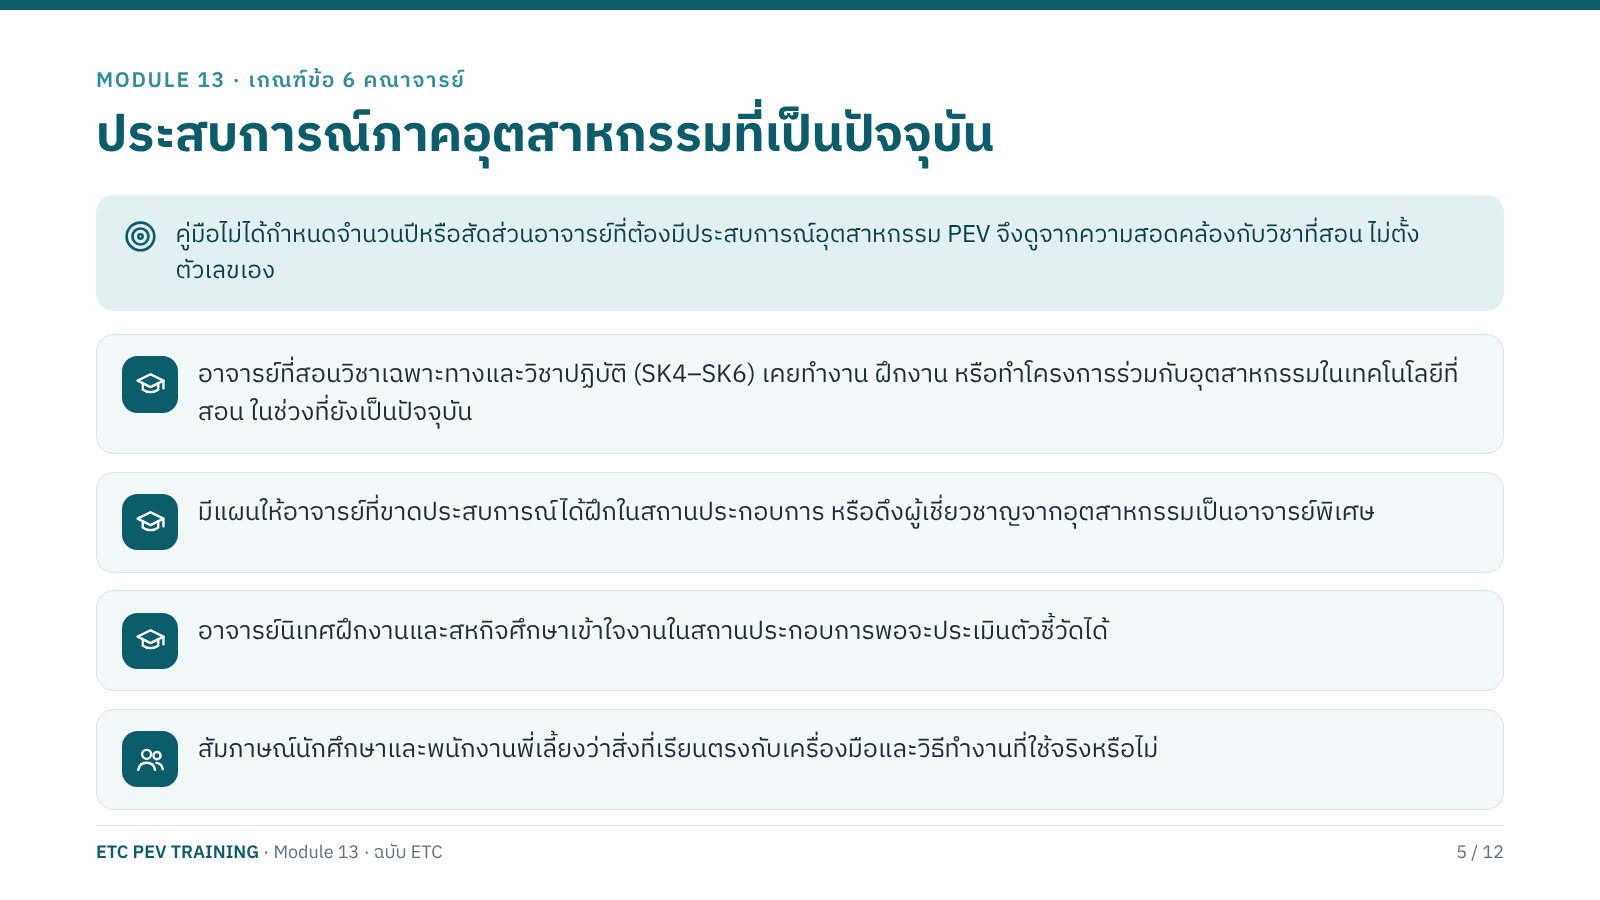 MODULE 13 · เกณฑ์ข้อ 6 คณาจารย์
ประสบการณ์ภาคอุตสาหกรรมที่เป็นปัจจุบัน
คู่มือไม่ได้กำหนดจำนวนปีหรือสัดส่วนอาจารย์ที่ต้องมีประสบการณ์อุตสาหกรรม PEV จึงดูจากความสอดคล้องกับวิชาที่สอน ไม่ตั้ง
ตัวเลขเอง
อาจารย์ที่สอนวิชาเฉพาะทางและวิชาปฏิบัติ (SK4–SK6) เคยทำงาน ฝึกงาน หรือทำโครงการร่วมกับอุตสาหกรรมในเทคโนโลยีที่
สอน ในช่วงที่ยังเป็นปัจจุบัน
มีแผนให้อาจารย์ที่ขาดประสบการณ์ได้ฝึกในสถานประกอบการ หรือดึงผู้เชี่ยวชาญจากอุตสาหกรรมเป็นอาจารย์พิเศษ
อาจารย์นิเทศฝึกงานและสหกิจศึกษาเข้าใจงานในสถานประกอบการพอจะประเมินตัวชี้วัดได้
สัมภาษณ์นักศึกษาและพนักงานพี่เลี้ยงว่าสิ่งที่เรียนตรงกับเครื่องมือและวิธีทำงานที่ใช้จริงหรือไม่
ETC PEV TRAINING · Module 13 · ฉบับ ETC
5 / 12